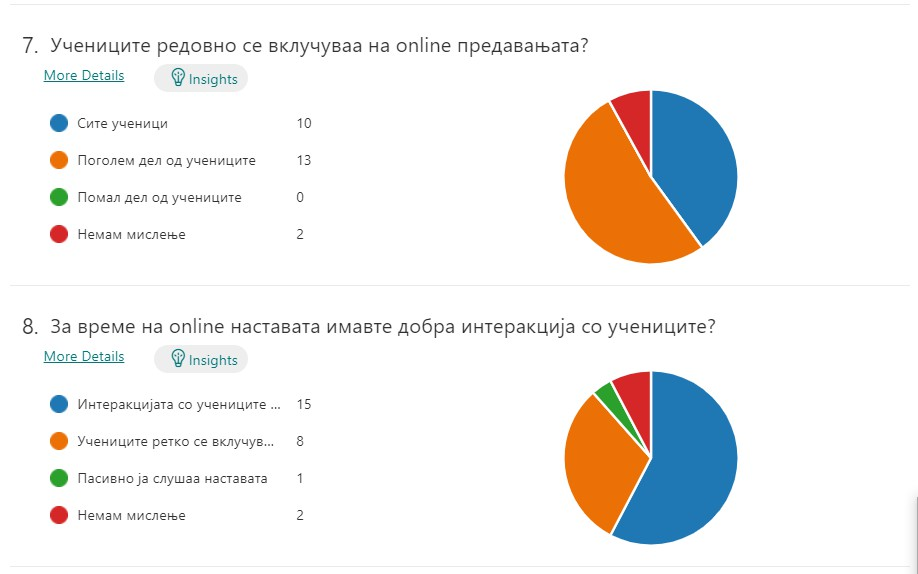 7. Учениците редовно се вклучуваа на online предавањата?
More Details
Insights
Сите ученици 10
Поголем дел од учениците 13
Помал дел од учениците 0
Немам мислење 2
8. За време на online наставата имавте добра интеракција со учениците?
More Details
Insights
Интеракцијата со учениците ... 15
Учениците ретко се вклучув... 8
Пасивно ја слушаа наставата 1
Немам мислење 2